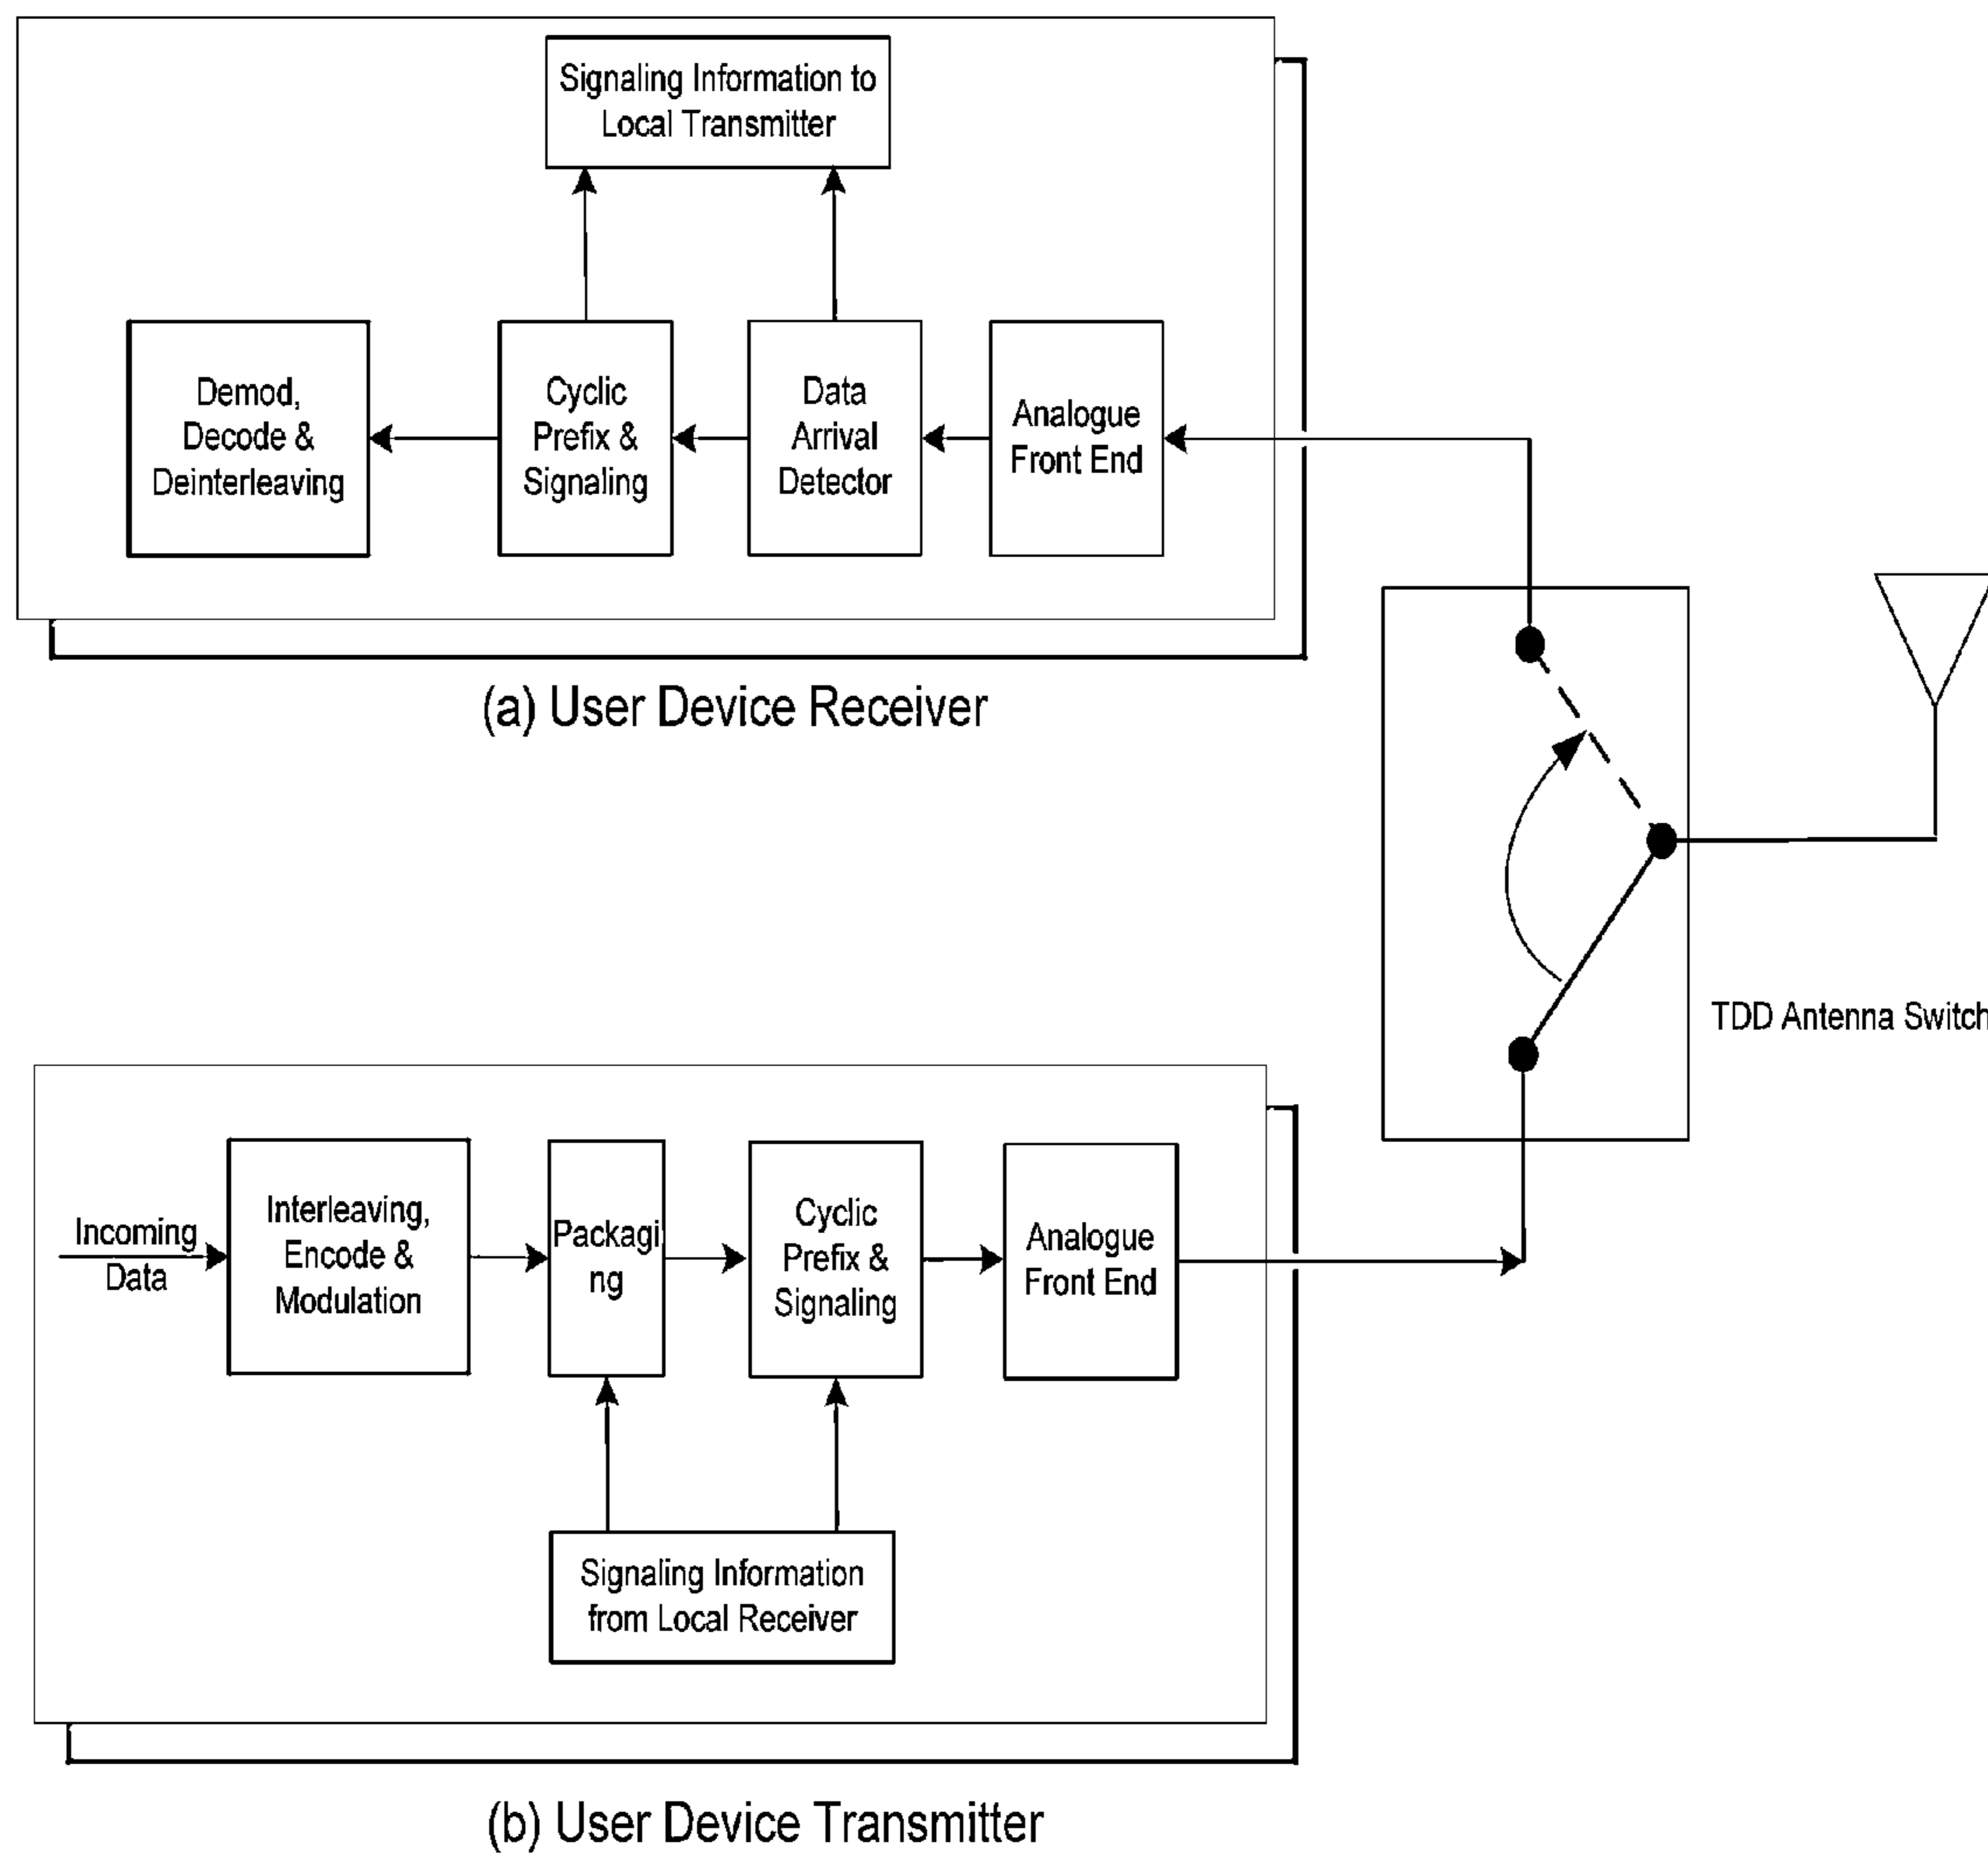 Signaling Information to
Local Transmitter
Demod,
Decode &
Deinterleaving
Cyclic
Prefix &
Signaling
Data
Arrival
Detector
Analogue
Front End
(a) User Device Receiver
TDD Antenna Switch
Incoming
Data
Interleaving,
Encode &
Modulation
Packagi
ng
Cyclic
Prefix &
Signaling
Analogue
Front End
Signaling Information
from Local Receiver
(b) User Device Transmitter